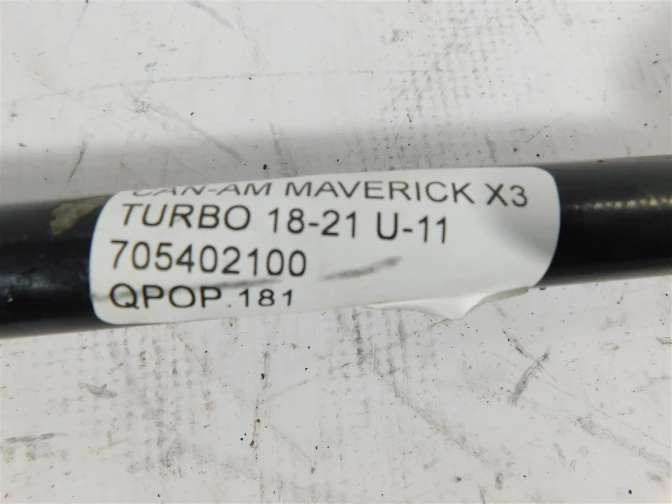 CAN-AM MAVERICK X3
TURBO 18-21 U-11
705402100
QPOP.181